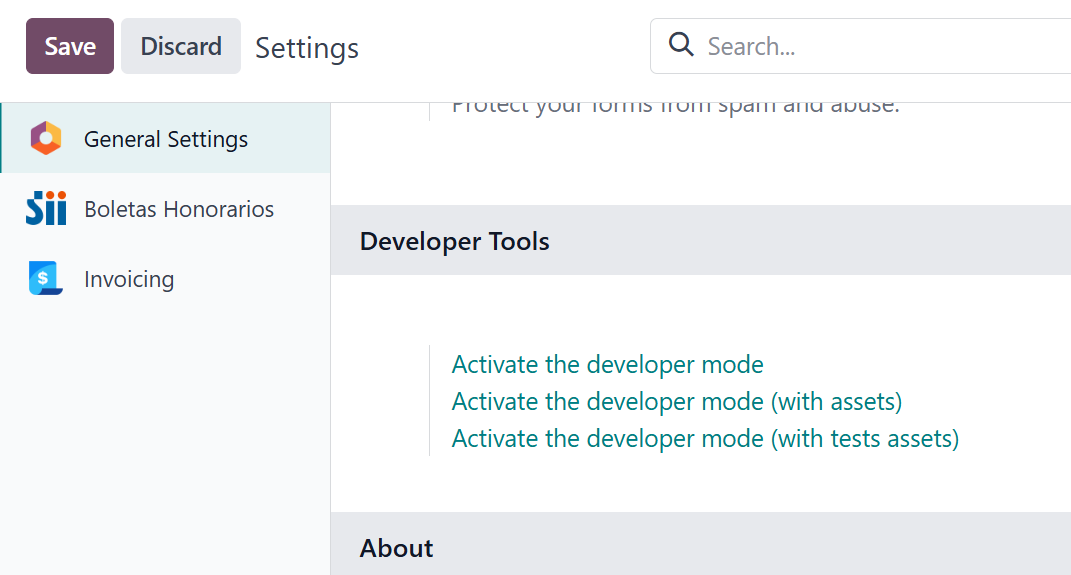 Save
Discard
Settings
Search...
General Settings
Sii
Boletas Honorarios
$
Invoicing
Protect your forms from spam and abuse.
Developer Tools
Activate the developer mode
Activate the developer mode (with assets)
Activate the developer mode (with tests assets)
About